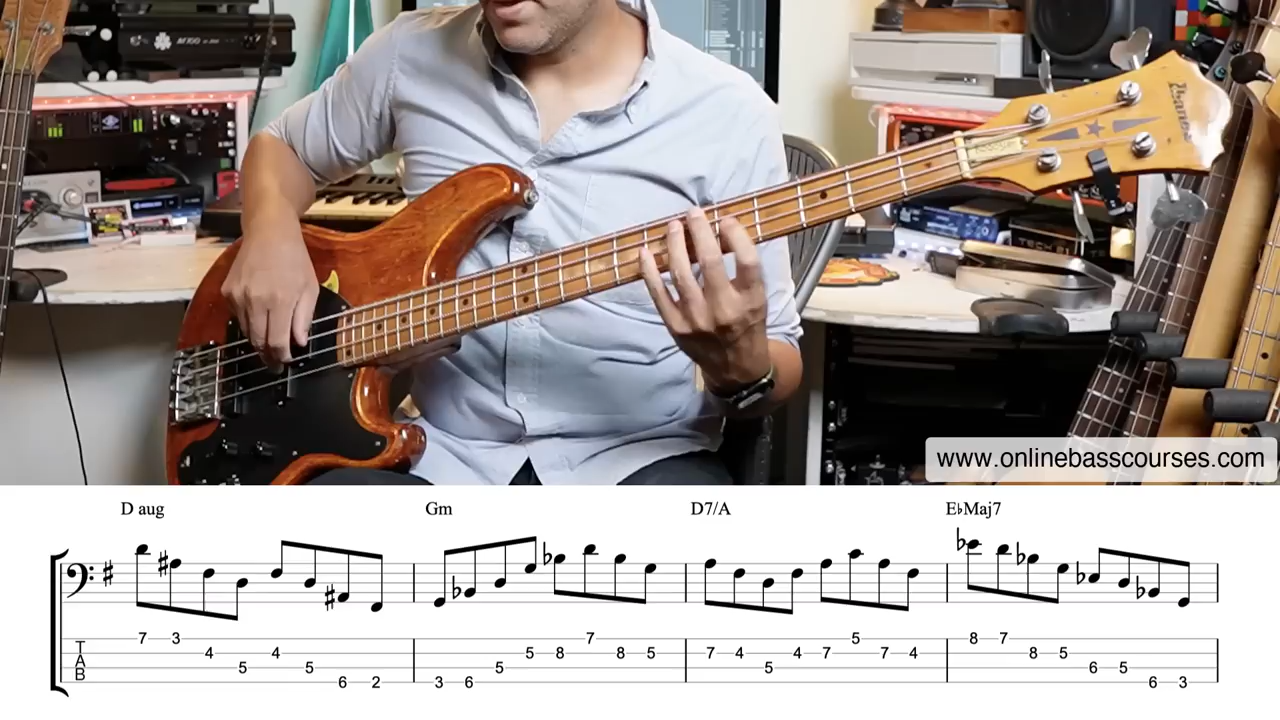 Ibanez
www.onlinebasscourses.com
D aug Gm D7/A E♭Maj7
7 3 4 5 4 5 6 2 3 6 5 5 8 7 8 5 7 4 5 4 7 5 7 4 8 7 8 5 6 5 6 3
T
A
B